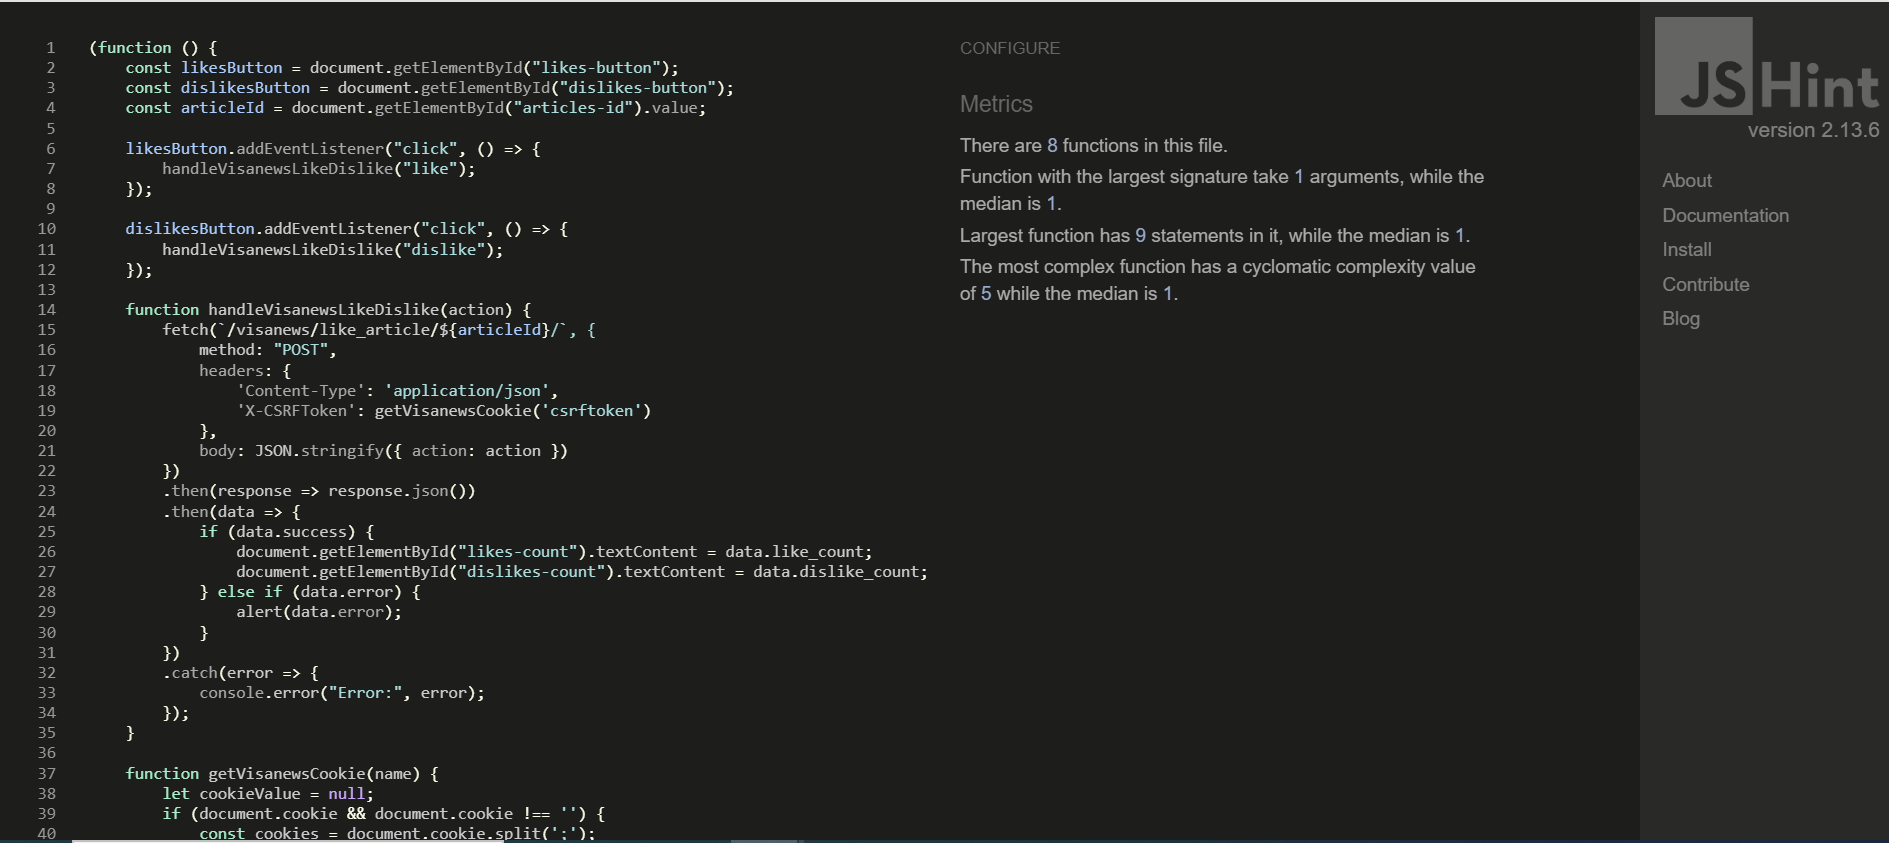 1 (function () {
2 const likesButton = document.getElementById("likes-button");
3 const dislikesButton = document.getElementById("dislikes-button");
4 const articleId = document.getElementById("articles-id").value;
5
6 likesButton.addEventListener("click", () => {
7 handleVisanewsLikeDislike("like");
8 });
9
10 dislikesButton.addEventListener("click", () => {
11 handleVisanewsLikeDislike("dislike");
12 });
13
14 function handleVisanewsLikeDislike(action) {
15 fetch(`/visanews/like_article/${articleId}/`, {
16 method: "POST",
17 headers: {
18 'Content-Type': 'application/json',
19 'X-CSRFToken': getVisanewsCookie('csrftoken')
20 },
21 body: JSON.stringify({ action: action })
22 })
23 .then(response => response.json())
24 .then(data => {
25 if (data.success) {
26 document.getElementById("likes-count").textContent = data.like_count;
27 document.getElementById("dislikes-count").textContent = data.dislike_count;
28 } else if (data.error) {
29 alert(data.error);
30 }
31 })
32 .catch(error => {
33 console.error("Error:", error);
34 });
35 }
36
37 function getVisanewsCookie(name) {
38 let cookieValue = null;
39 if (document.cookie && document.cookie !== '') {
40 const cookies = document.cookie.split(';');
CONFIGURE
Metrics
There are 8 functions in this file.
Function with the largest signature take 1 arguments, while the
median is 1.
Largest function has 9 statements in it, while the median is 1.
The most complex function has a cyclomatic complexity value
of 5 while the median is 1.
JSHint
version 2.13.6
About
Documentation
Install
Contribute
Blog